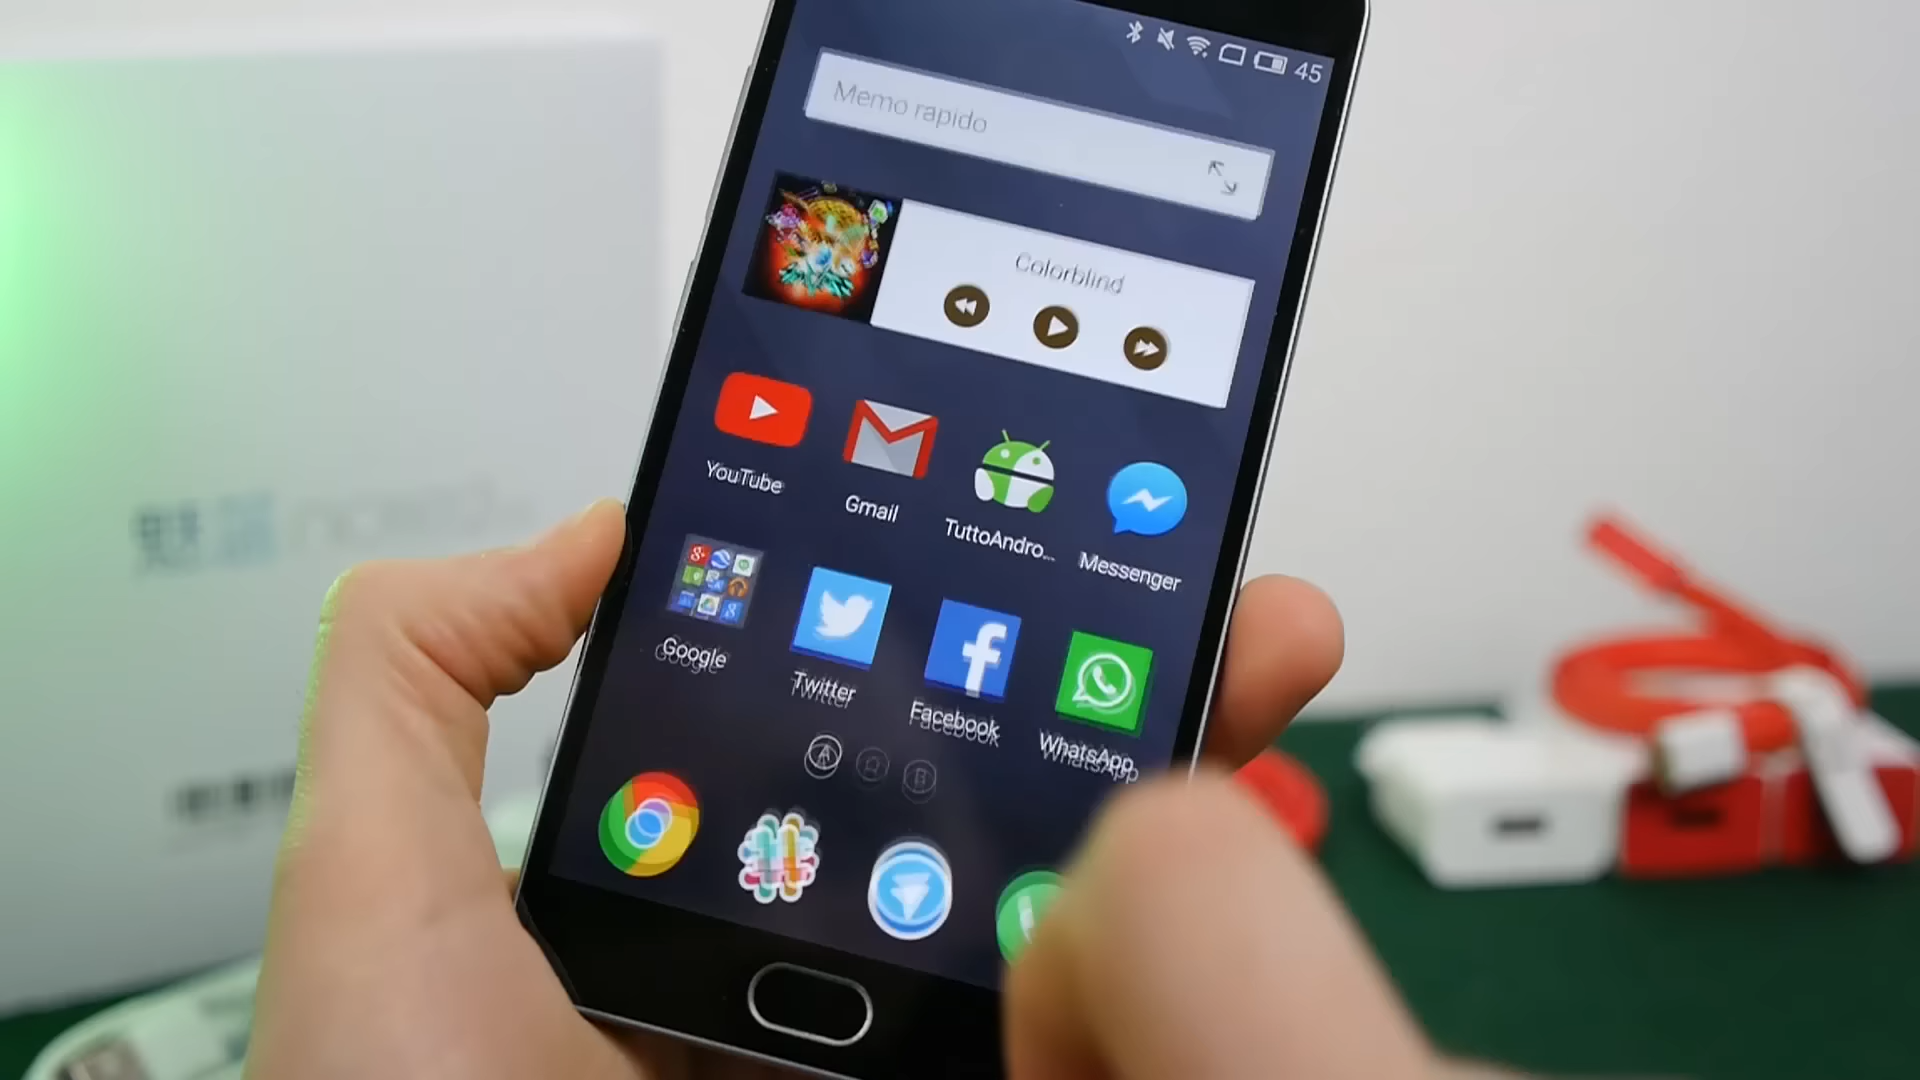 45
Memo rapido
Colorblind
YouTube
Gmail
TuttoAndro...
Messenger
Google
Twitter
Facebook
WhatsApp